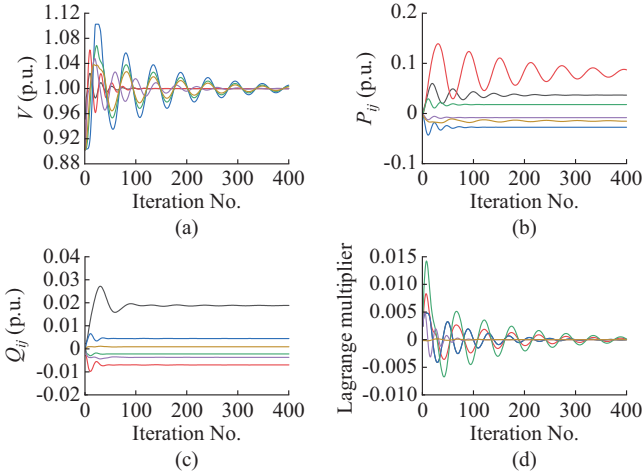 1.12
1.08
1.04
1.00
0.96
0.92
0.88
V (p.u.)
0 100 200 300 400
Iteration No.
(a)
0.2
0.1
0
-0.1
P_ij (p.u.)
0 100 200 300 400
Iteration No.
(b)
0.04
0.03
0.02
0.01
0
-0.01
-0.02
Q_ij (p.u.)
0 100 200 300 400
Iteration No.
(c)
0.015
0.010
0.005
0
-0.005
-0.010
Lagrange multiplier
0 100 200 300 400
Iteration No.
(d)